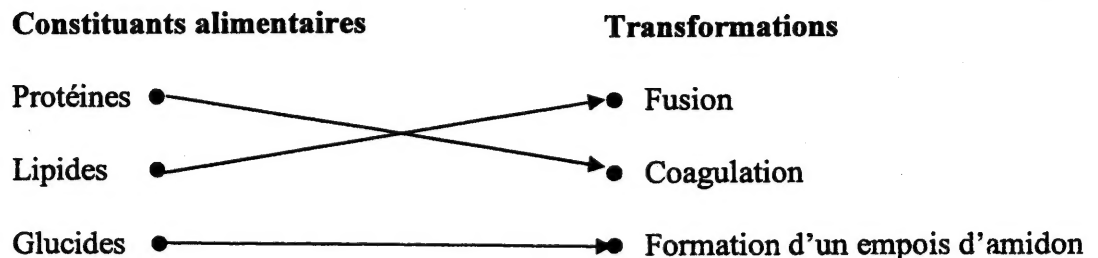 Constituants alimentaires Transformations
Protéines Fusion
Lipides Coagulation
Glucides Formation d'un empois d'amidon